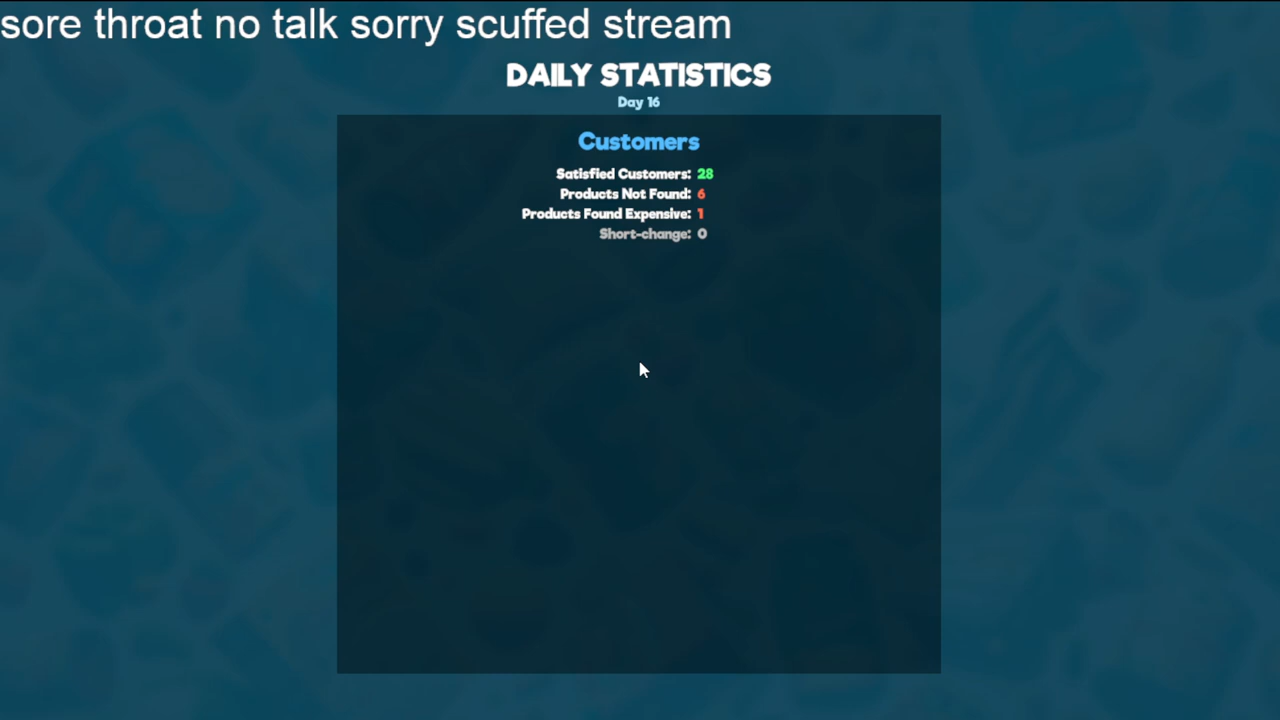 sore throat no talk sorry scuffed stream
DAILY STATISTICS
Day 16
Customers
Satisfied Customers: 28
Products Not Found: 6
Products Found Expensive: 1
Short-change: 0